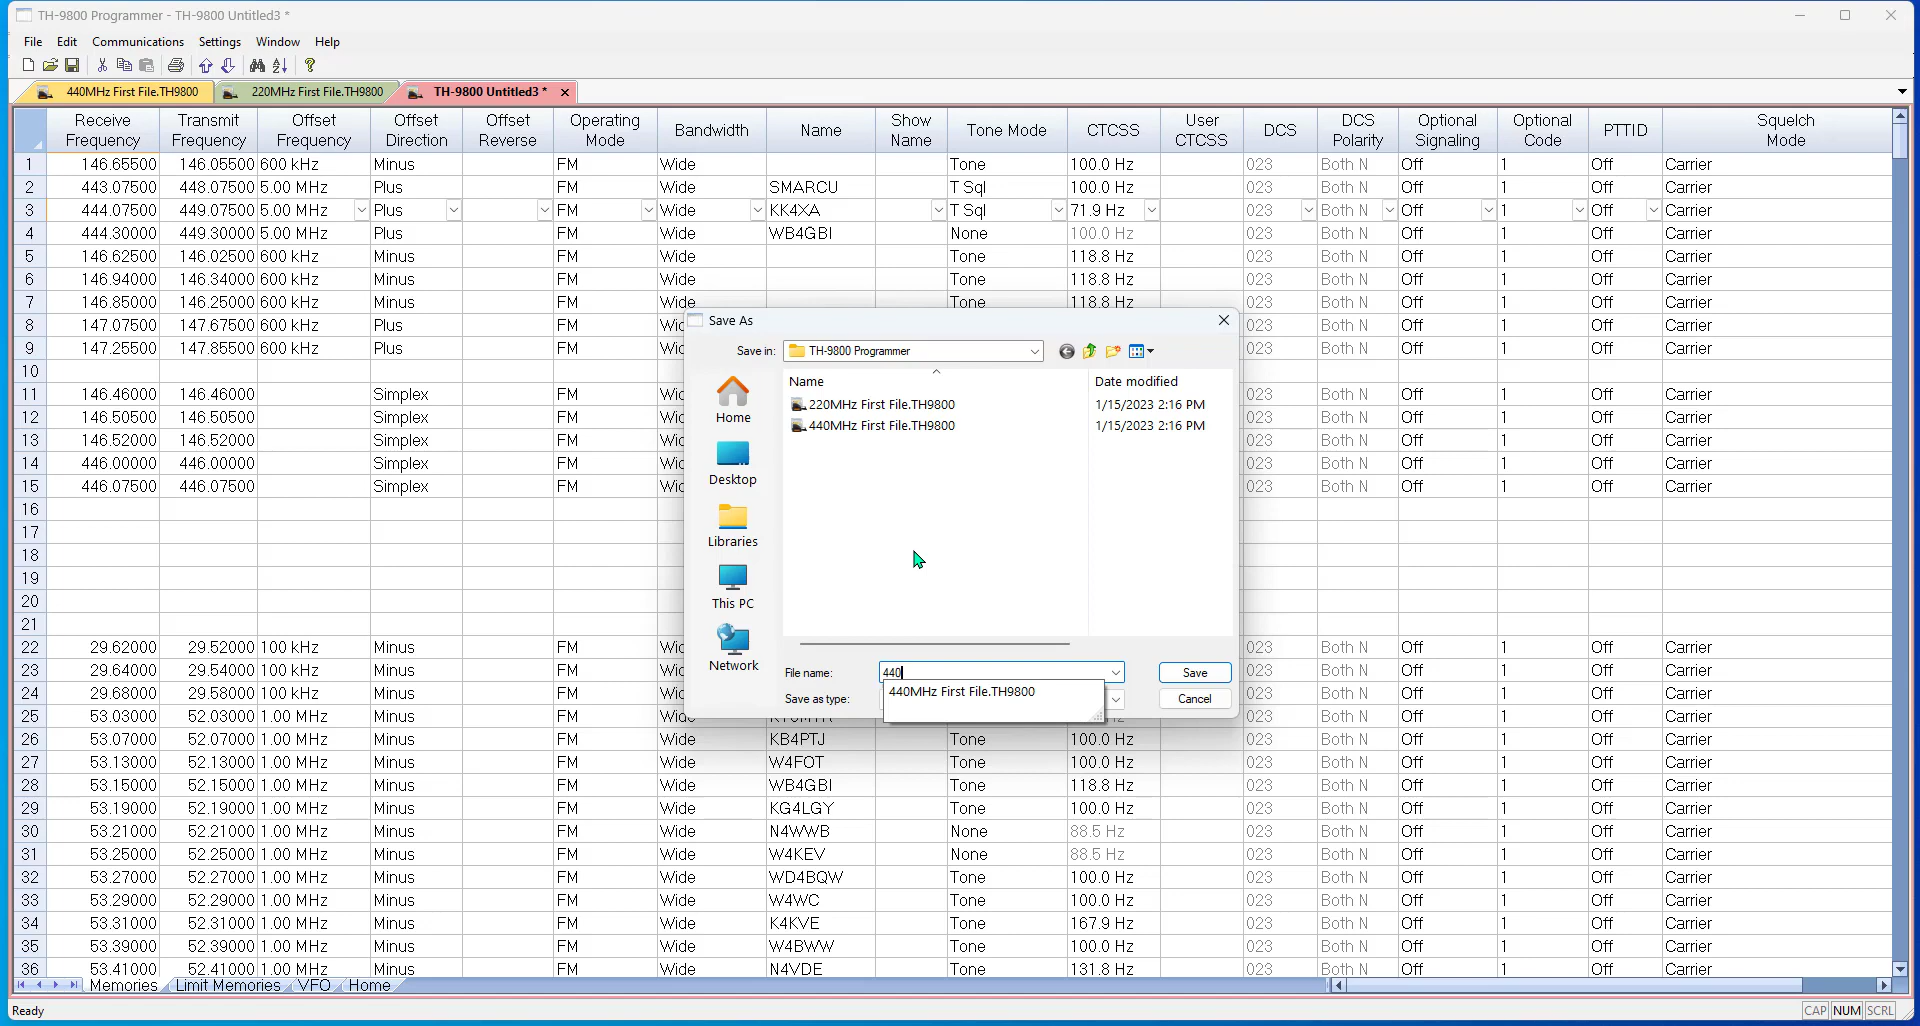 TH-9800 Programmer - TH-9800 Untitled3 *
File Edit Communications Settings Window Help
440MHz First File.TH9800 220MHz First File.TH9800 TH-9800 Untitled3 *
Receive Frequency Transmit Frequency Offset Frequency Offset Direction Offset Reverse Operating Mode Bandwidth Name Show Name Tone Mode CTCSS User CTCSS DCS DCS Polarity Optional Signaling Optional Code PTTID Squelch Mode
1 146.65500 146.05500 600 kHz Minus FM Wide Tone 100.0 Hz 023 Both N Off 1 Off Carrier
2 443.07500 448.07500 5.00 MHz Plus FM Wide SMARCU T Sql 100.0 Hz 023 Both N Off 1 Off Carrier
3 444.07500 449.07500 5.00 MHz Plus FM Wide KK4XA T Sql 71.9 Hz 023 Both N Off 1 Off Carrier
4 444.30000 449.30000 5.00 MHz Plus FM Wide WB4GBI None 100.0 Hz 023 Both N Off 1 Off Carrier
5 146.62500 146.02500 600 kHz Minus FM Wide Tone 118.8 Hz 023 Both N Off 1 Off Carrier
6 146.94000 146.34000 600 kHz Minus FM Wide Tone 118.8 Hz 023 Both N Off 1 Off Carrier
7 146.85000 146.25000 600 kHz Minus FM Wide Tone 118.8 Hz 023 Both N Off 1 Off Carrier
8 147.07500 147.67500 600 kHz Plus FM 023 Both N Off 1 Off Carrier
9 147.25500 147.85500 600 kHz Plus FM 023 Both N Off 1 Off Carrier
10
11 146.46000 146.46000 Simplex FM 023 Both N Off 1 Off Carrier
12 146.50500 146.50500 Simplex FM 023 Both N Off 1 Off Carrier
13 146.52000 146.52000 Simplex FM 023 Both N Off 1 Off Carrier
14 446.00000 446.00000 Simplex FM 023 Both N Off 1 Off Carrier
15 446.07500 446.07500 Simplex FM 023 Both N Off 1 Off Carrier
16
17
18
19
20
21
22 29.62000 29.52000 100 kHz Minus FM 023 Both N Off 1 Off Carrier
23 29.64000 29.54000 100 kHz Minus FM 023 Both N Off 1 Off Carrier
24 29.68000 29.58000 100 kHz Minus FM 023 Both N Off 1 Off Carrier
25 53.03000 52.03000 1.00 MHz Minus FM 023 Both N Off 1 Off Carrier
26 53.07000 52.07000 1.00 MHz Minus FM Wide KB4PTJ Tone 100.0 Hz 023 Both N Off 1 Off Carrier
27 53.13000 52.13000 1.00 MHz Minus FM Wide W4FOT Tone 100.0 Hz 023 Both N Off 1 Off Carrier
28 53.15000 52.15000 1.00 MHz Minus FM Wide WB4GBI Tone 118.8 Hz 023 Both N Off 1 Off Carrier
29 53.19000 52.19000 1.00 MHz Minus FM Wide KG4LGY Tone 100.0 Hz 023 Both N Off 1 Off Carrier
30 53.21000 52.21000 1.00 MHz Minus FM Wide N4WWB None 88.5 Hz 023 Both N Off 1 Off Carrier
31 53.25000 52.25000 1.00 MHz Minus FM Wide W4KEV None 88.5 Hz 023 Both N Off 1 Off Carrier
32 53.27000 52.27000 1.00 MHz Minus FM Wide WD4BQW Tone 100.0 Hz 023 Both N Off 1 Off Carrier
33 53.29000 52.29000 1.00 MHz Minus FM Wide W4WC Tone 100.0 Hz 023 Both N Off 1 Off Carrier
34 53.31000 52.31000 1.00 MHz Minus FM Wide K4KVE Tone 167.9 Hz 023 Both N Off 1 Off Carrier
35 53.39000 52.39000 1.00 MHz Minus FM Wide W4BWW Tone 100.0 Hz 023 Both N Off 1 Off Carrier
36 53.41000 52.41000 1.00 MHz Minus FM Wide N4VDE Tone 131.8 Hz 023 Both N Off 1 Off Carrier
Memories Limit Memories VFO Home
Ready CAP NUM SCRL
Save As
Save in: TH-9800 Programmer
Name Date modified
220MHz First File.TH9800 1/15/2023 2:16 PM
440MHz First File.TH9800 1/15/2023 2:16 PM
Home
Desktop
Libraries
This PC
Network
File name: 440 Save
440MHz First File.TH9800
Save as type: Cancel